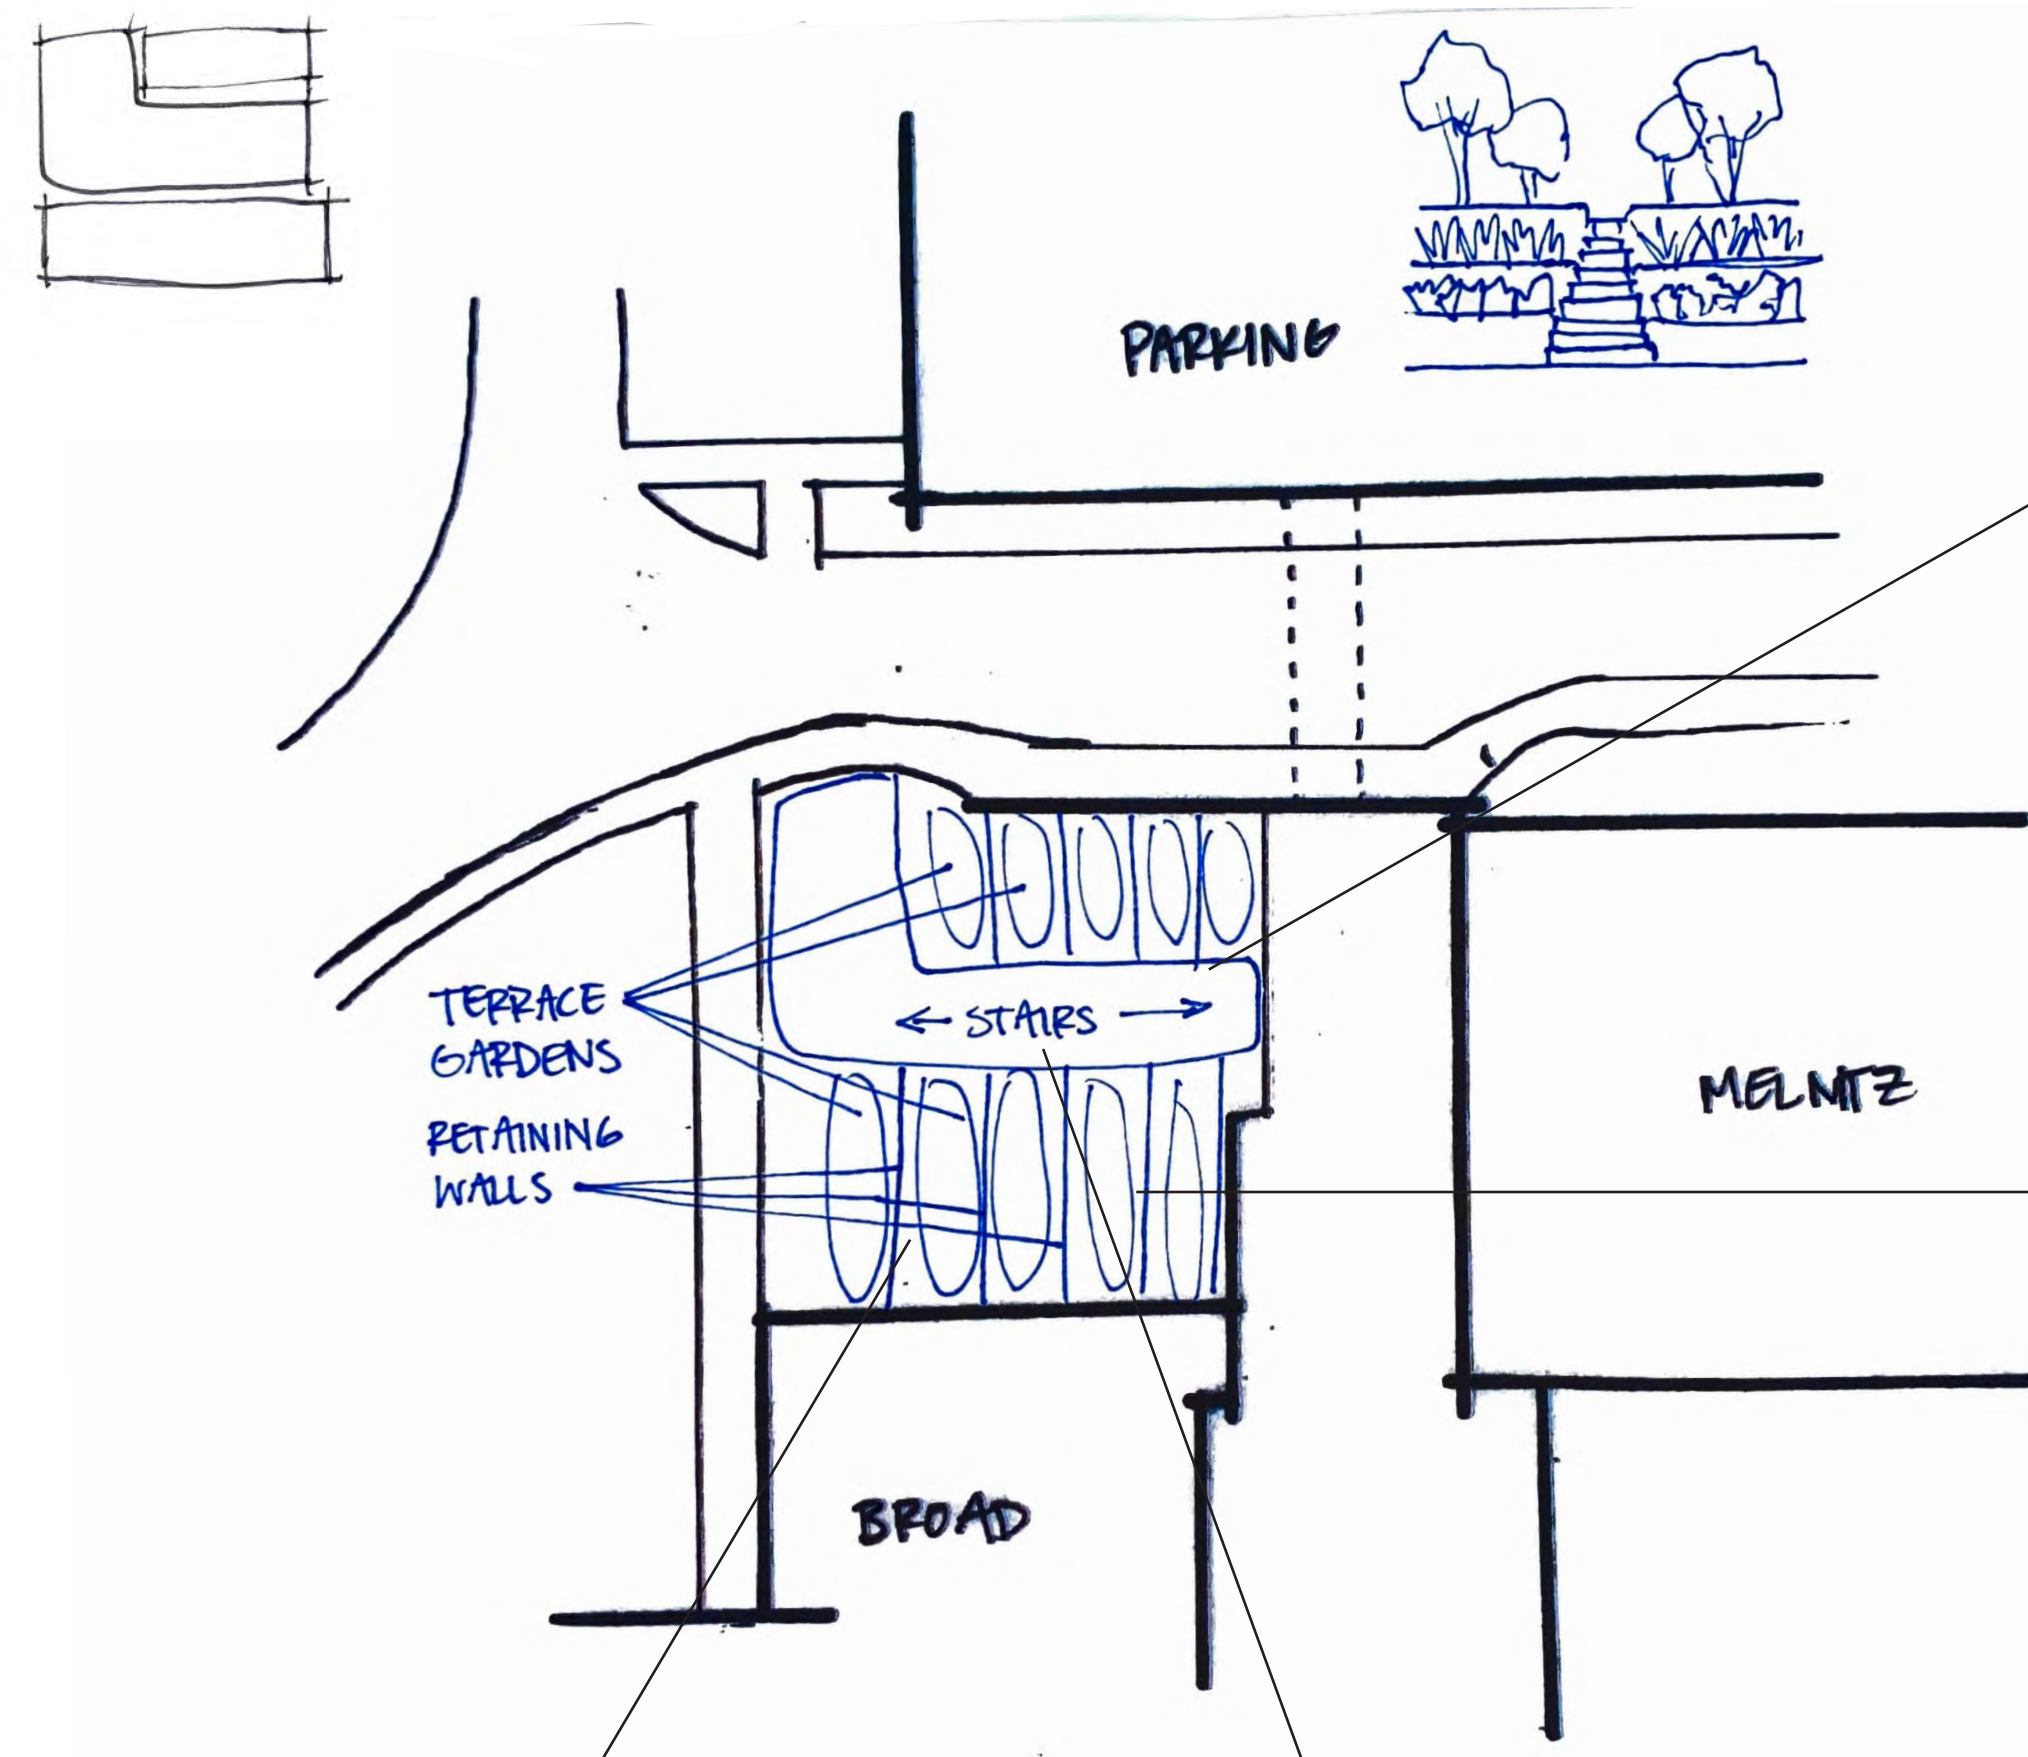 PARKING
TERRACE
GARDENS
← STAIRS →
RETAINING
WALLS
MELNITZ
BROAD